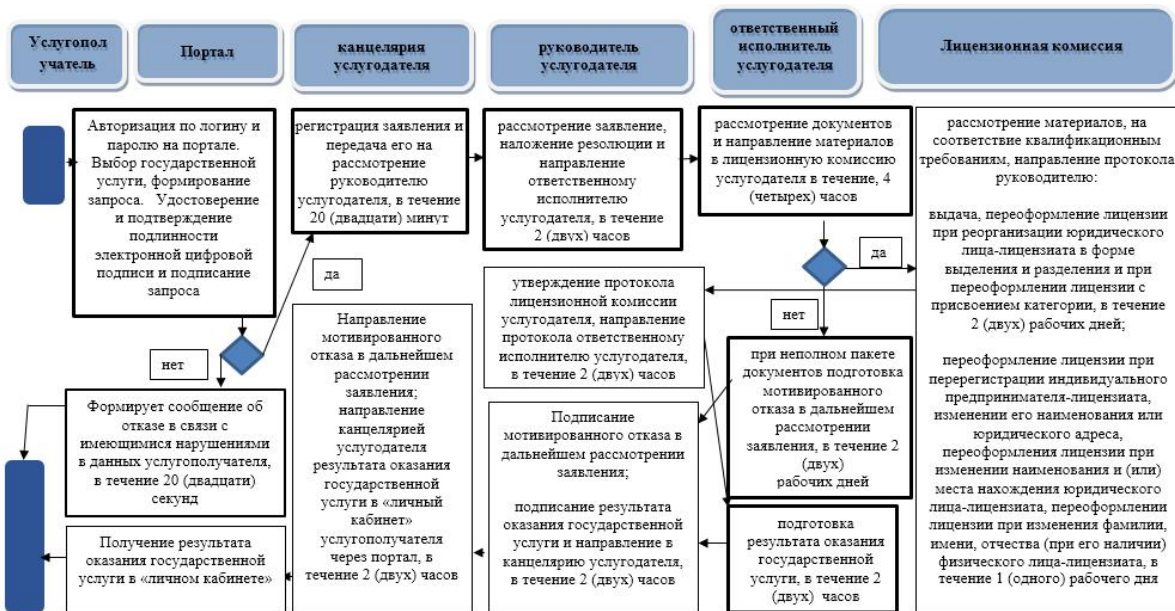 Услугопол
учатель
Портал
канцелярия
услугодателя
руководитель
услугодателя
ответственный
исполнитель
услугодателя
Лицензионная комиссия
Авторизация по логину и
паролю на портале.
Выбор государственной
услуги, формирование
запроса. Удостоверение
и подтверждение
подлинности
электронной цифровой
подписи и подписание
запроса
регистрация заявления и
передача его на
рассмотрение
руководителю
услугодателя, в течение
20 (двадцати) минут
рассмотрение заявление,
наложение резолюции и
направление
ответственному
исполнителю
услугодателя, в течение
2 (двух) часов
рассмотрение документов
и направление материалов
в лицензионную комиссию
услугодателя в течение, 4
(четырех) часов
рассмотрение материалов, на
соответствие квалификационным
требованиям, направление протокола
руководителю:
выдача, переоформление лицензии
при реорганизации юридического
лица-лицензиата в форме
выделения и разделения и при
переоформлении лицензии с
присвоением категории, в течение
2 (двух) рабочих дней;
переоформление лицензии при
перерегистрации индивидуального
предпринимателя-лицензиата,
изменении его наименования или
юридического адреса,
переоформления лицензии при
изменении наименования и (или)
места нахождения юридического
лица-лицензиата, переоформлении
лицензии при изменения фамилии,
имени, отчества (при его наличии)
физического лица-лицензиата, в
течение 1 (одного) рабочего дня
да
да
нет
нет
утверждение протокола
лицензионной комиссии
услугодателя, направление
протокола ответственному
исполнителю услугодателя,
в течение 2 (двух) часов
Направление
мотивированного
отказа в дальнейшем
рассмотрении
заявления;
направление
канцелярией
услугодателя
результата оказания
государственной
услуги в «личный
кабинет»
услугополучателя
через портал, в
течение 2 (двух) часов
при неполном пакете
документов подготовка
мотивированного
отказа в дальнейшем
рассмотрении
заявления, в течение 2
(двух)
рабочих дней
Формирует сообщение об
отказе в связи с
имеющимися нарушениями
в данных услугополучателя,
в течение 20 (двадцати)
секунд
Подписание
мотивированного отказа в
дальнейшем рассмотрении
заявления;
подписание результата
оказания государственной
услуги и направление в
канцелярию услугодателя,
в течение 2 (двух) часов
подготовка
результата оказания
государственной
услуги, в течение 2
(двух) часов
Получение результата
оказания государственной
услуги в «личном кабинете»